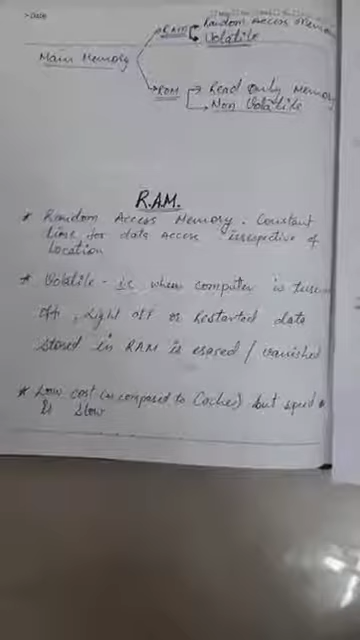 >Date
RAM → Random Access Memory
→ Volatile
Main Memory
ROM → Read Only Memory
→ Non Volatile
R.A.M.
* Random Access Memory. Constant
time for data access irrespective of
location
* Volatile - ie when computer is turn
off, Light off or Restarted data
stored in RAM is erased / vanished
* Low cost (as compared to Cache) but speed
is slow